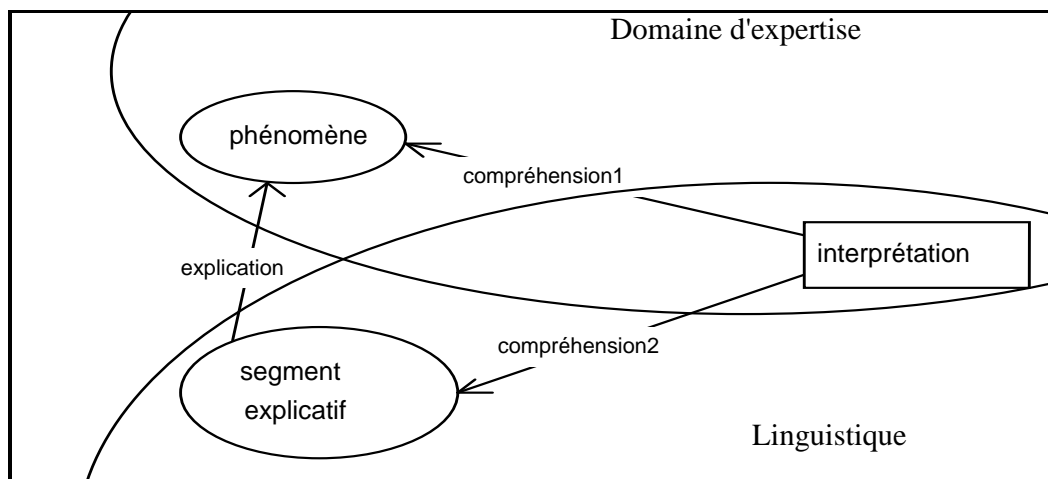 Domaine d'expertise
phénomène
compréhension1
interprétation
explication
compréhension2
segment
explicatif
Linguistique